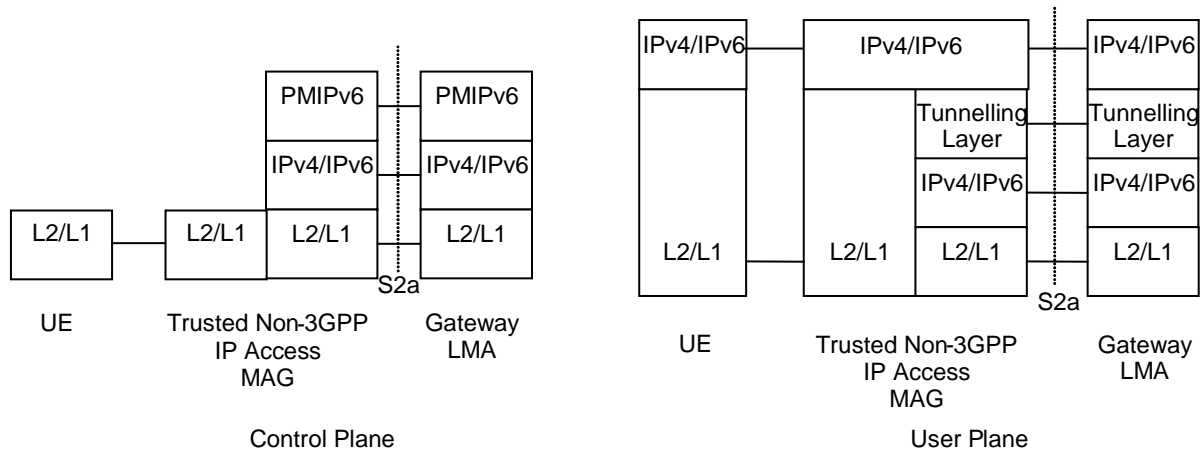 PMIPv6
PMIPv6
IPv4/IPv6
IPv4/IPv6
L2/L1
L2/L1
L2/L1
L2/L1
S2a
UE
Trusted Non-3GPP
IP Access
MAG
Gateway
LMA
Control Plane
IPv4/IPv6
IPv4/IPv6
IPv4/IPv6
Tunnelling
Layer
Tunnelling
Layer
IPv4/IPv6
IPv4/IPv6
L2/L1
L2/L1
L2/L1
L2/L1
S2a
UE
Trusted Non-3GPP
IP Access
MAG
Gateway
LMA
User Plane